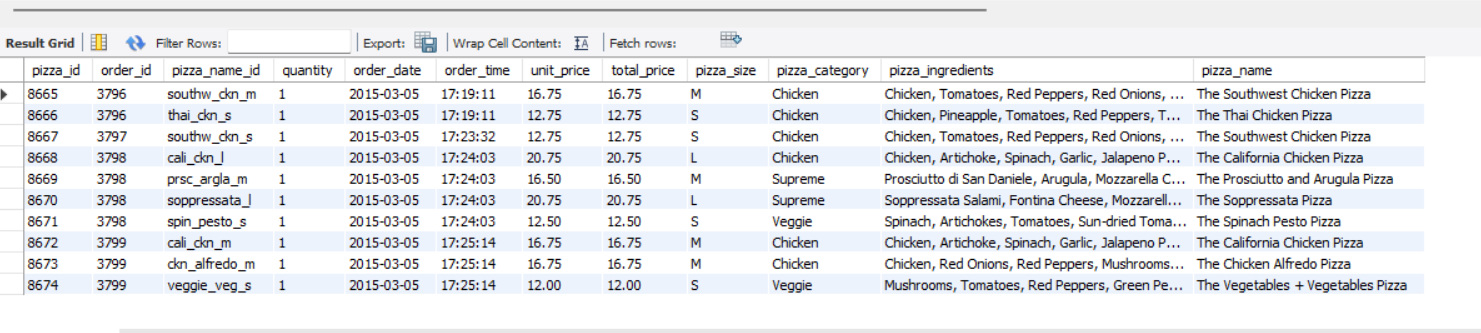 Result Grid Filter Rows: Export: Wrap Cell Content: Fetch rows:
pizza_id order_id pizza_name_id quantity order_date order_time unit_price total_price pizza_size pizza_category pizza_ingredients pizza_name
8665 3796 southw_ckn_m 1 2015-03-05 17:19:11 16.75 16.75 M Chicken Chicken, Tomatoes, Red Peppers, Red Onions, ... The Southwest Chicken Pizza
8666 3796 thai_ckn_s 1 2015-03-05 17:19:11 12.75 12.75 S Chicken Chicken, Pineapple, Tomatoes, Red Peppers, T... The Thai Chicken Pizza
8667 3797 southw_ckn_s 1 2015-03-05 17:23:32 12.75 12.75 S Chicken Chicken, Tomatoes, Red Peppers, Red Onions, ... The Southwest Chicken Pizza
8668 3798 cali_ckn_l 1 2015-03-05 17:24:03 20.75 20.75 L Chicken Chicken, Artichoke, Spinach, Garlic, Jalapeno P... The California Chicken Pizza
8669 3798 prsc_argla_m 1 2015-03-05 17:24:03 16.50 16.50 M Supreme Prosciutto di San Daniele, Arugula, Mozzarella C... The Prosciutto and Arugula Pizza
8670 3798 soppressata_l 1 2015-03-05 17:24:03 20.75 20.75 L Supreme Soppressata Salami, Fontina Cheese, Mozzarell... The Soppressata Pizza
8671 3798 spin_pesto_s 1 2015-03-05 17:24:03 12.50 12.50 S Veggie Spinach, Artichokes, Tomatoes, Sun-dried Toma... The Spinach Pesto Pizza
8672 3799 cali_ckn_m 1 2015-03-05 17:25:14 16.75 16.75 M Chicken Chicken, Artichoke, Spinach, Garlic, Jalapeno P... The California Chicken Pizza
8673 3799 ckn_alfredo_m 1 2015-03-05 17:25:14 16.75 16.75 M Chicken Chicken, Red Onions, Red Peppers, Mushrooms... The Chicken Alfredo Pizza
8674 3799 veggie_veg_s 1 2015-03-05 17:25:14 12.00 12.00 S Veggie Mushrooms, Tomatoes, Red Peppers, Green Pe... The Vegetables + Vegetables Pizza